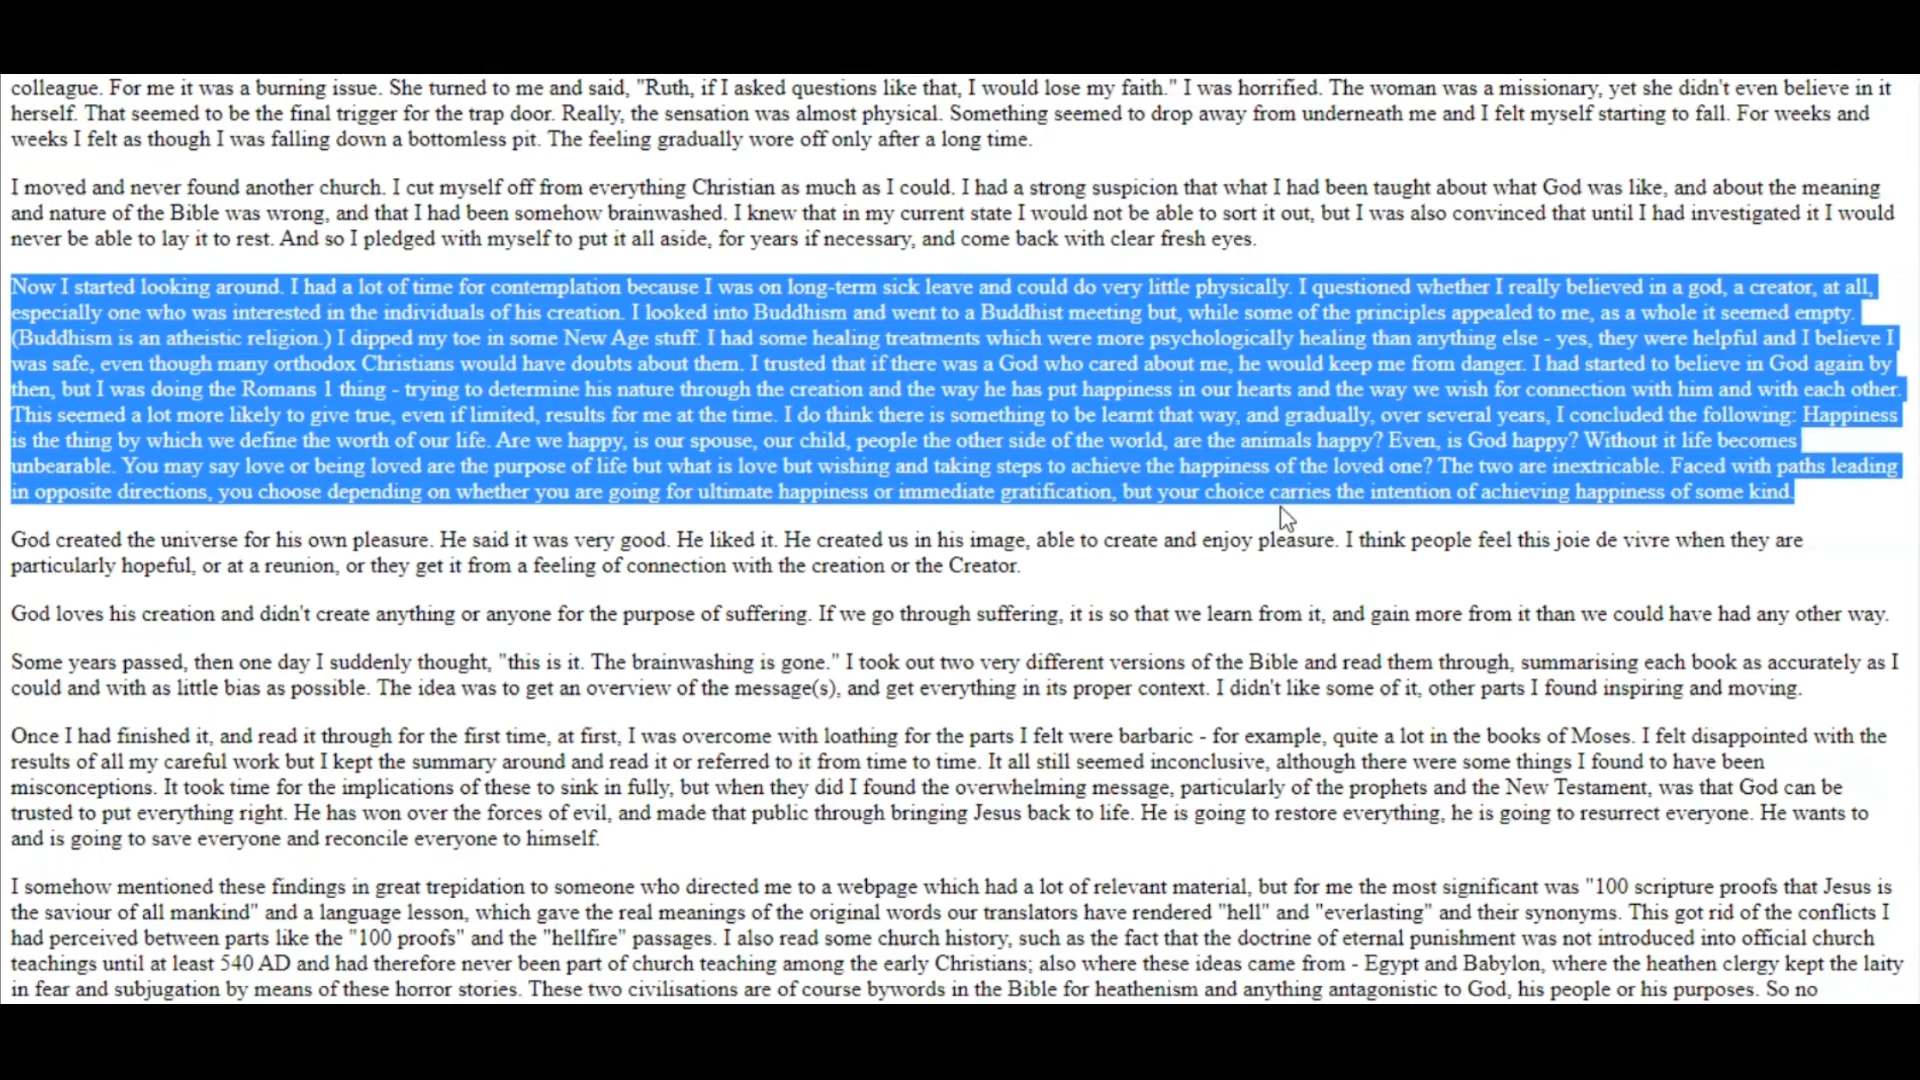 colleague. For me it was a burning issue. She turned to me and said, "Ruth, if I asked questions like that, I would lose my faith." I was horrified. The woman was a missionary, yet she didn't even believe in it
herself. That seemed to be the final trigger for the trap door. Really, the sensation was almost physical. Something seemed to drop away from underneath me and I felt myself starting to fall. For weeks and
weeks I felt as though I was falling down a bottomless pit. The feeling gradually wore off only after a long time.
I moved and never found another church. I cut myself off from everything Christian as much as I could. I had a strong suspicion that what I had been taught about what God was like, and about the meaning
and nature of the Bible was wrong, and that I had been somehow brainwashed. I knew that in my current state I would not be able to sort it out, but I was also convinced that until I had investigated it I would
never be able to lay it to rest. And so I pledged with myself to put it all aside, for years if necessary, and come back with clear fresh eyes.
Now I started looking around. I had a lot of time for contemplation because I was on long-term sick leave and could do very little physically. I questioned whether I really believed in a god, a creator, at all,
especially one who was interested in the individuals of his creation. I looked into Buddhism and went to a Buddhist meeting but, while some of the principles appealed to me, as a whole it seemed empty.
(Buddhism is an atheistic religion.) I dipped my toe in some New Age stuff. I had some healing treatments which were more psychologically healing than anything else - yes, they were helpful and I believe I
was safe, even though many orthodox Christians would have doubts about them. I trusted that if there was a God who cared about me, he would keep me from danger. I had started to believe in God again by
then, but I was doing the Romans 1 thing - trying to determine his nature through the creation and the way he has put happiness in our hearts and the way we wish for connection with him and with each other.
This seemed a lot more likely to give true, even if limited, results for me at the time. I do think there is something to be learnt that way, and gradually, over several years, I concluded the following: Happiness
is the thing by which we define the worth of our life. Are we happy, is our spouse, our child, people the other side of the world, are the animals happy? Even, is God happy? Without it life becomes
unbearable. You may say love or being loved are the purpose of life but what is love but wishing and taking steps to achieve the happiness of the loved one? The two are inextricable. Faced with paths leading
in opposite directions, you choose depending on whether you are going for ultimate happiness or immediate gratification, but your choice carries the intention of achieving happiness of some kind.
God created the universe for his own pleasure. He said it was very good. He liked it. He created us in his image, able to create and enjoy pleasure. I think people feel this joie de vivre when they are
particularly hopeful, or at a reunion, or they get it from a feeling of connection with the creation or the Creator.
God loves his creation and didn't create anything or anyone for the purpose of suffering. If we go through suffering, it is so that we learn from it, and gain more from it than we could have had any other way.
Some years passed, then one day I suddenly thought, "this is it. The brainwashing is gone." I took out two very different versions of the Bible and read them through, summarising each book as accurately as I
could and with as little bias as possible. The idea was to get an overview of the message(s), and get everything in its proper context. I didn't like some of it, other parts I found inspiring and moving.
Once I had finished it, and read it through for the first time, at first, I was overcome with loathing for the parts I felt were barbaric - for example, quite a lot in the books of Moses. I felt disappointed with the
results of all my careful work but I kept the summary around and read it or referred to it from time to time. It all still seemed inconclusive, although there were some things I found to have been
misconceptions. It took time for the implications of these to sink in fully, but when they did I found the overwhelming message, particularly of the prophets and the New Testament, was that God can be
trusted to put everything right. He has won over the forces of evil, and made that public through bringing Jesus back to life. He is going to restore everything, he is going to resurrect everyone. He wants to
and is going to save everyone and reconcile everyone to himself.
I somehow mentioned these findings in great trepidation to someone who directed me to a webpage which had a lot of relevant material, but for me the most significant was "100 scripture proofs that Jesus is
the saviour of all mankind" and a language lesson, which gave the real meanings of the original words our translators have rendered "hell" and "everlasting" and their synonyms. This got rid of the conflicts I
had perceived between parts like the "100 proofs" and the "hellfire" passages. I also read some church history, such as the fact that the doctrine of eternal punishment was not introduced into official church
teachings until at least 540 AD and had therefore never been part of church teaching among the early Christians; also where these ideas came from - Egypt and Babylon, where the heathen clergy kept the laity
in fear and subjugation by means of these horror stories. These two civilisations are of course bywords in the Bible for heathenism and anything antagonistic to God, his people or his purposes. So no